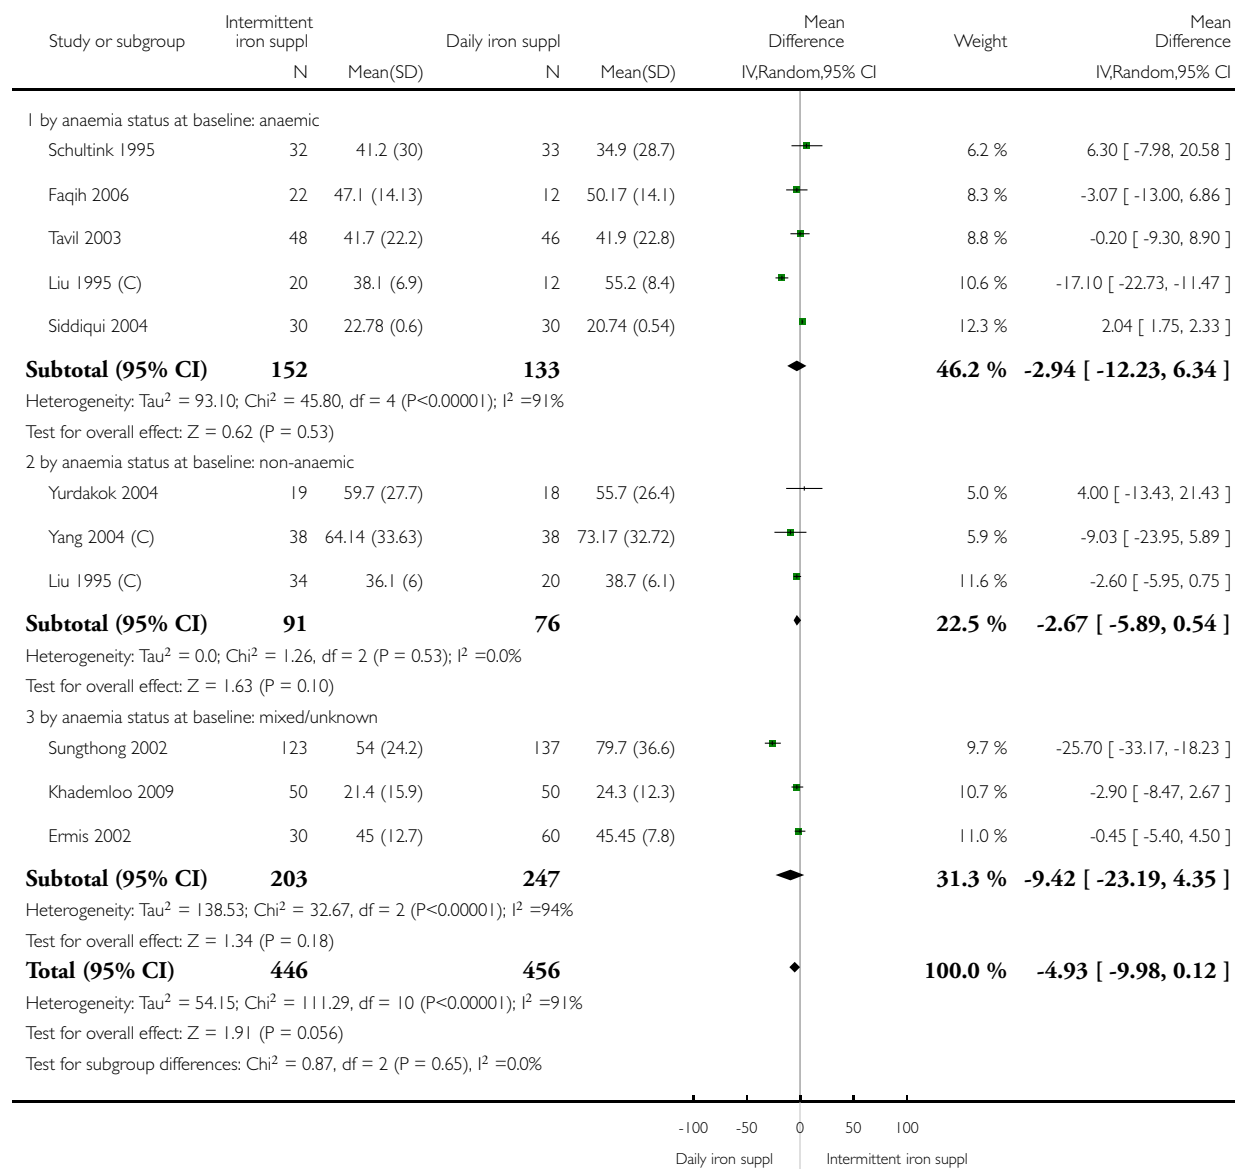 Study or subgroup Intermittent iron suppl Daily iron suppl Mean Difference Weight Mean Difference
N Mean(SD) N Mean(SD) IV,Random,95% CI IV,Random,95% CI
1 by anaemia status at baseline: anaemic
Schultink 1995 32 41.2 (30) 33 34.9 (28.7) 6.2 % 6.30 [ -7.98, 20.58 ]
Faqih 2006 22 47.1 (14.13) 12 50.17 (14.1) 8.3 % -3.07 [ -13.00, 6.86 ]
Tavil 2003 48 41.7 (22.2) 46 41.9 (22.8) 8.8 % -0.20 [ -9.30, 8.90 ]
Liu 1995 (C) 20 38.1 (6.9) 12 55.2 (8.4) 10.6 % -17.10 [ -22.73, -11.47 ]
Siddiqui 2004 30 22.78 (0.6) 30 20.74 (0.54) 12.3 % 2.04 [ 1.75, 2.33 ]
Subtotal (95% CI) 152 133 46.2 % -2.94 [ -12.23, 6.34 ]
Heterogeneity: Tau² = 93.10; Chi² = 45.80, df = 4 (P<0.00001); I² =91%
Test for overall effect: Z = 0.62 (P = 0.53)
2 by anaemia status at baseline: non-anaemic
Yurdakok 2004 19 59.7 (27.7) 18 55.7 (26.4) 5.0 % 4.00 [ -13.43, 21.43 ]
Yang 2004 (C) 38 64.14 (33.63) 38 73.17 (32.72) 5.9 % -9.03 [ -23.95, 5.89 ]
Liu 1995 (C) 34 36.1 (6) 20 38.7 (6.1) 11.6 % -2.60 [ -5.95, 0.75 ]
Subtotal (95% CI) 91 76 22.5 % -2.67 [ -5.89, 0.54 ]
Heterogeneity: Tau² = 0.0; Chi² = 1.26, df = 2 (P = 0.53); I² =0.0%
Test for overall effect: Z = 1.63 (P = 0.10)
3 by anaemia status at baseline: mixed/unknown
Sungthong 2002 123 54 (24.2) 137 79.7 (36.6) 9.7 % -25.70 [ -33.17, -18.23 ]
Khademloo 2009 50 21.4 (15.9) 50 24.3 (12.3) 10.7 % -2.90 [ -8.47, 2.67 ]
Ermis 2002 30 45 (12.7) 60 45.45 (7.8) 11.0 % -0.45 [ -5.40, 4.50 ]
Subtotal (95% CI) 203 247 31.3 % -9.42 [ -23.19, 4.35 ]
Heterogeneity: Tau² = 138.53; Chi² = 32.67, df = 2 (P<0.00001); I² =94%
Test for overall effect: Z = 1.34 (P = 0.18)
Total (95% CI) 446 456 100.0 % -4.93 [ -9.98, 0.12 ]
Heterogeneity: Tau² = 54.15; Chi² = 111.29, df = 10 (P<0.00001); I² =91%
Test for overall effect: Z = 1.91 (P = 0.056)
Test for subgroup differences: Chi² = 0.87, df = 2 (P = 0.65), I² =0.0%
-100 -50 0 50 100
Daily iron suppl Intermittent iron suppl